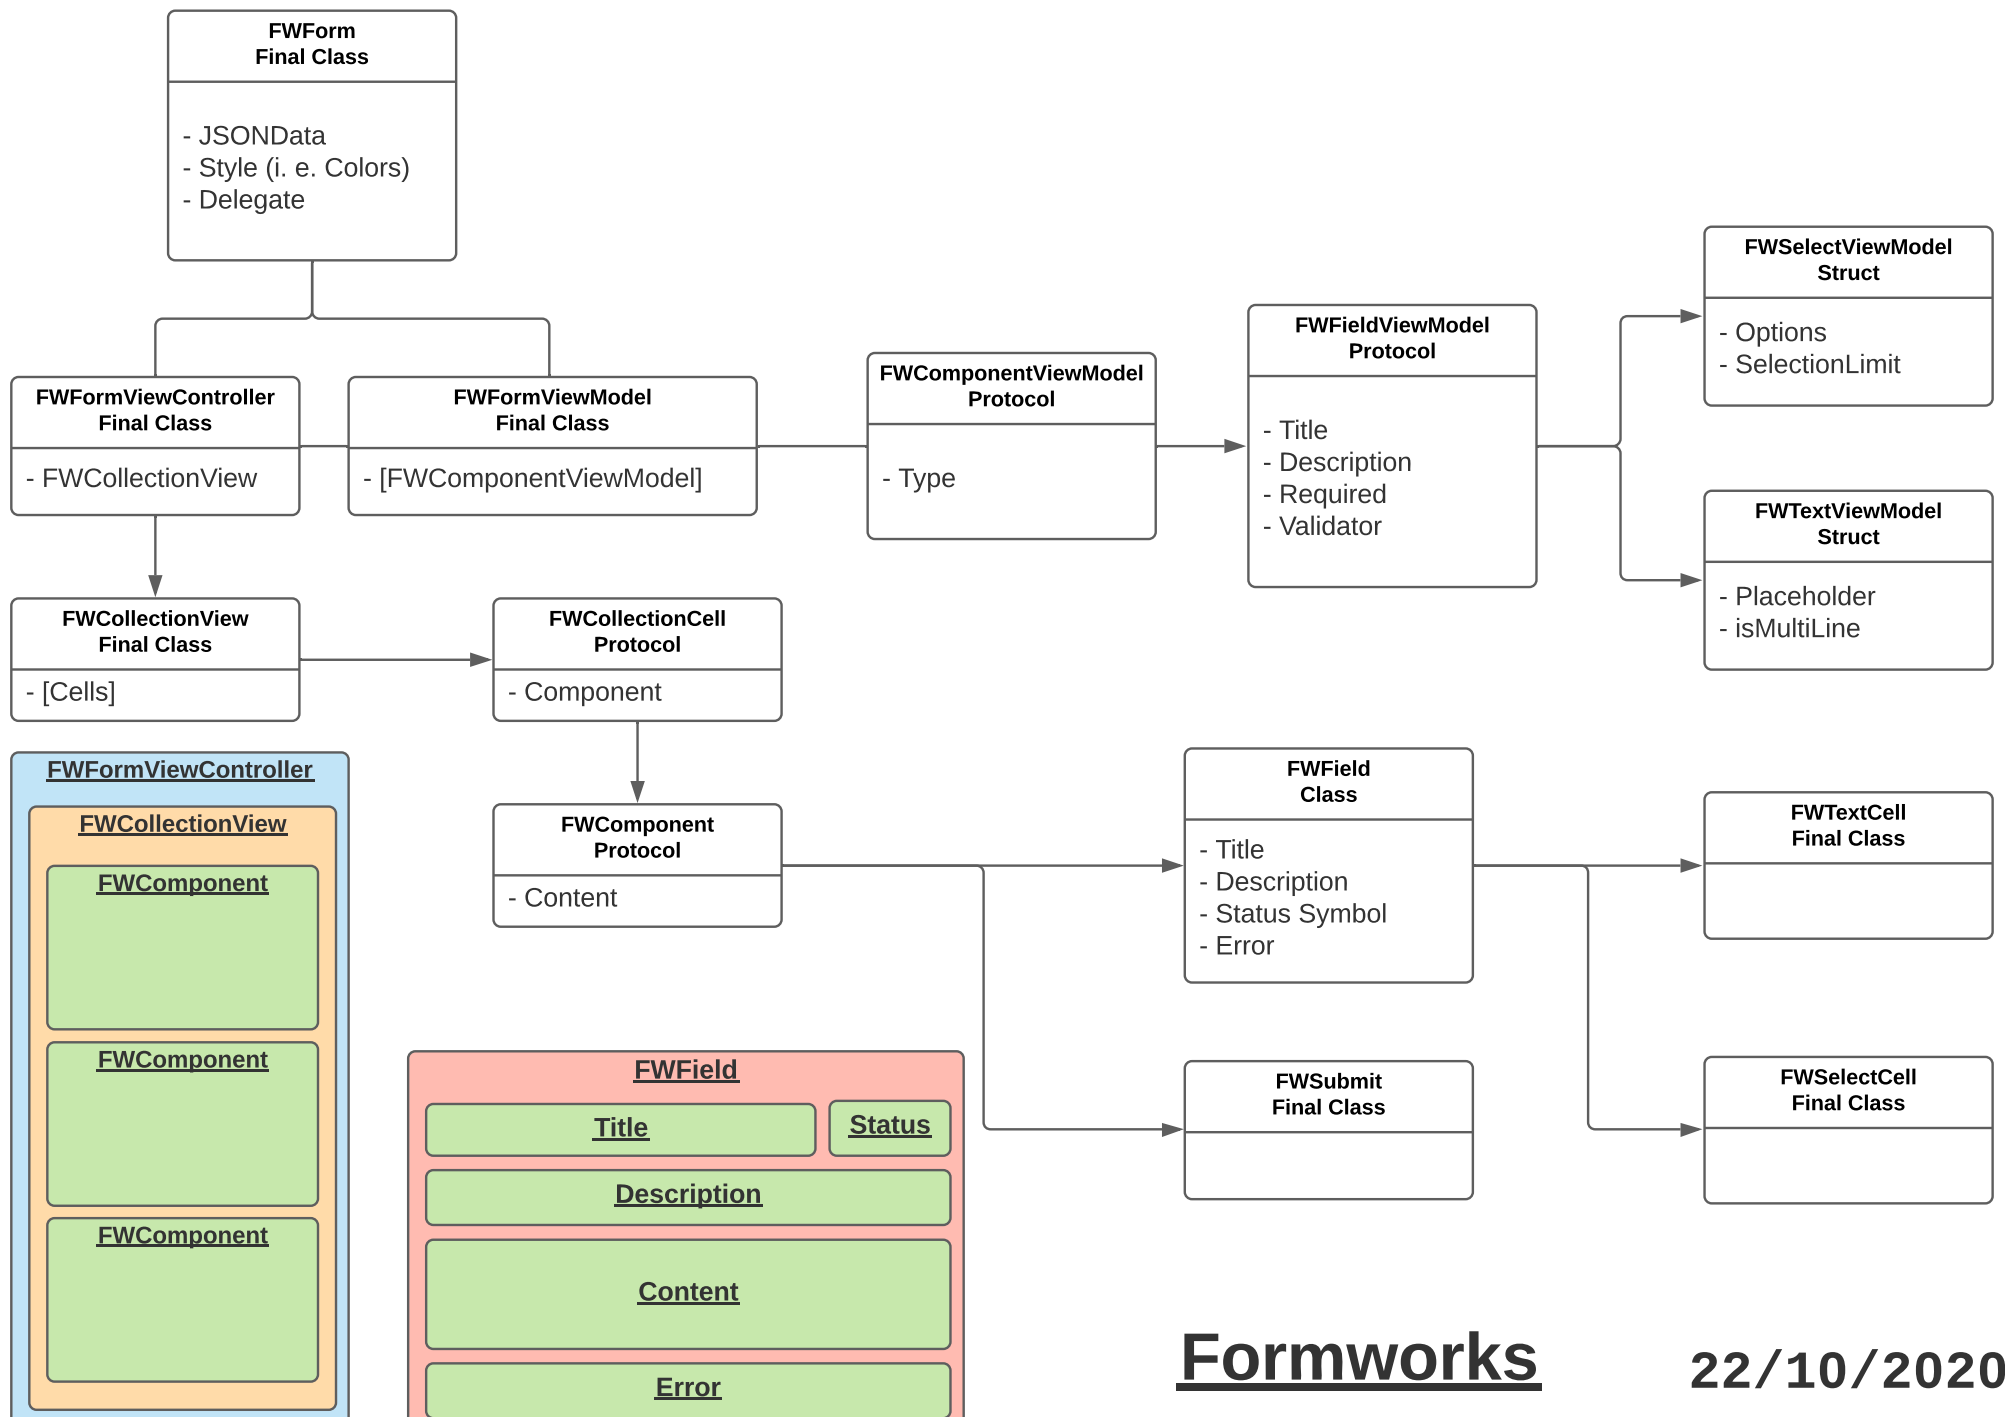 FWForm
Final Class
- JSONData
- Style (i. e. Colors)
- Delegate
FWFormViewController
Final Class
- FWCollectionView
FWFormViewModel
Final Class
- [FWComponentViewModel]
FWComponentViewModel
Protocol
- Type
FWFieldViewModel
Protocol
- Title
- Description
- Required
- Validator
FWSelectViewModel
Struct
- Options
- SelectionLimit
FWTextViewModel
Struct
- Placeholder
- isMultiLine
FWCollectionView
Final Class
- [Cells]
FWCollectionCell
Protocol
- Component
FWComponent
Protocol
- Content
FWField
Class
- Title
- Description
- Status Symbol
- Error
FWTextCell
Final Class
FWSubmit
Final Class
FWSelectCell
Final Class
FWFormViewController
FWCollectionView
FWComponent
FWComponent
FWComponent
FWField
Title
Status
Description
Content
Error
Formworks
22/10/2020